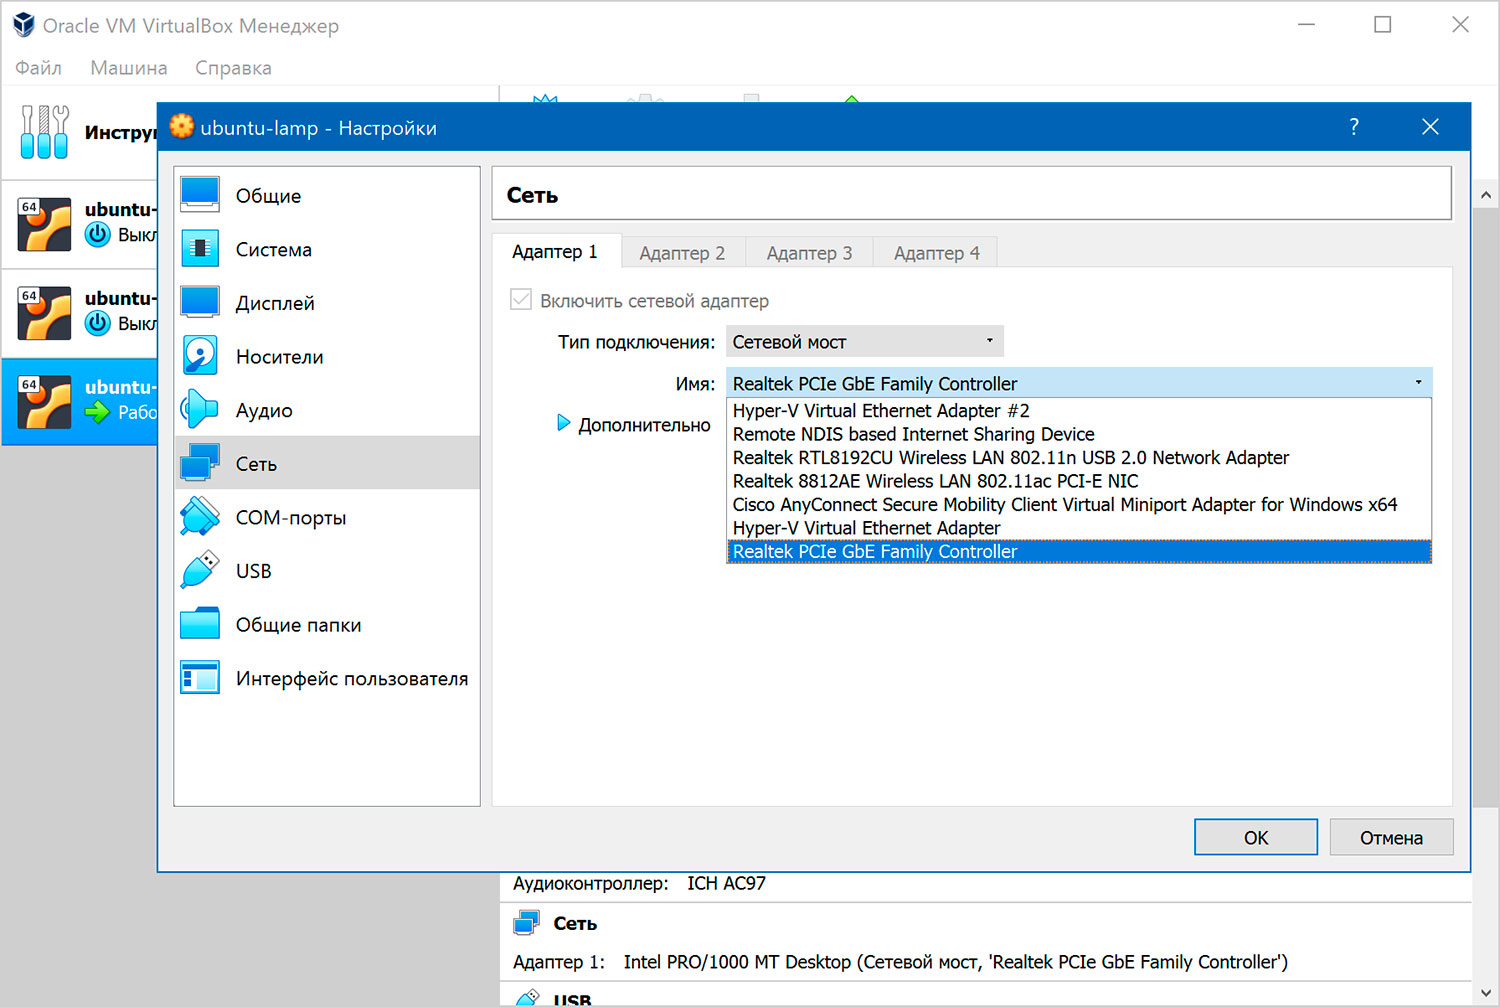 Oracle VM VirtualBox Менеджер
Файл Машина Справка
Инстру
64
ubuntu-
Выкл
64
ubuntu-
Выкл
64
ubuntu-
Рабо
ubuntu-lamp - Настройки ?
Общие
Система
Дисплей
Носители
Аудио
Сеть
COM-порты
USB
Общие папки
Интерфейс пользователя
Сеть
Адаптер 1 Адаптер 2 Адаптер 3 Адаптер 4
Включить сетевой адаптер
Тип подключения: Сетевой мост
Имя: Realtek PCIe GbE Family Controller
Дополнительно
Hyper-V Virtual Ethernet Adapter #2
Remote NDIS based Internet Sharing Device
Realtek RTL8192CU Wireless LAN 802.11n USB 2.0 Network Adapter
Realtek 8812AE Wireless LAN 802.11ac PCI-E NIC
Cisco AnyConnect Secure Mobility Client Virtual Miniport Adapter for Windows x64
Hyper-V Virtual Ethernet Adapter
Realtek PCIe GbE Family Controller
OK Отмена
Аудиоконтроллер: ICH AC97
Сеть
Адаптер 1: Intel PRO/1000 MT Desktop (Сетевой мост, 'Realtek PCIe GbE Family Controller')
USB